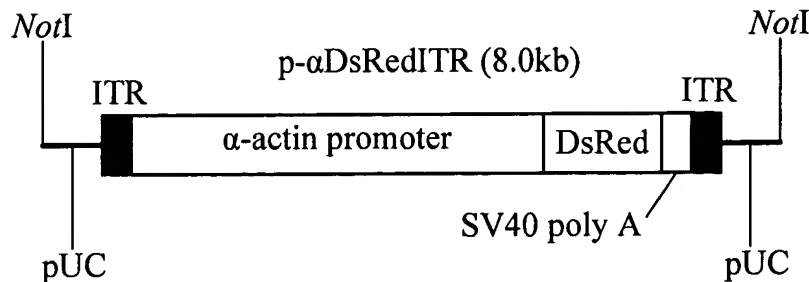 NotI
NotI
p-αDsRedITR (8.0kb)
ITR
ITR
α-actin promoter
DsRed
SV40 poly A
pUC
pUC